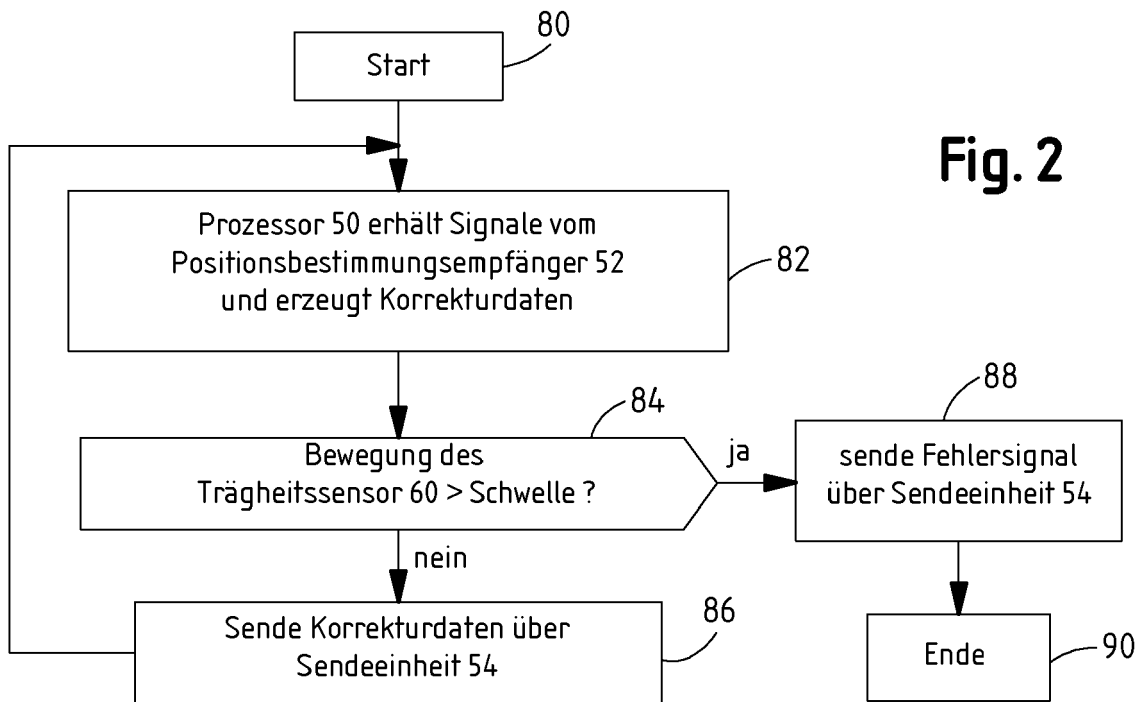 80
Start
Fig. 2
Prozessor 50 erhält Signale vom
Positionsbestimmungsempfänger 52
und erzeugt Korrekturdaten
82
84
Bewegung des
Trägheitssensor 60 > Schwelle ?
ja
88
sende Fehlersignal
über Sendeeinheit 54
nein
86
Sende Korrekturdaten über
Sendeeinheit 54
Ende
90